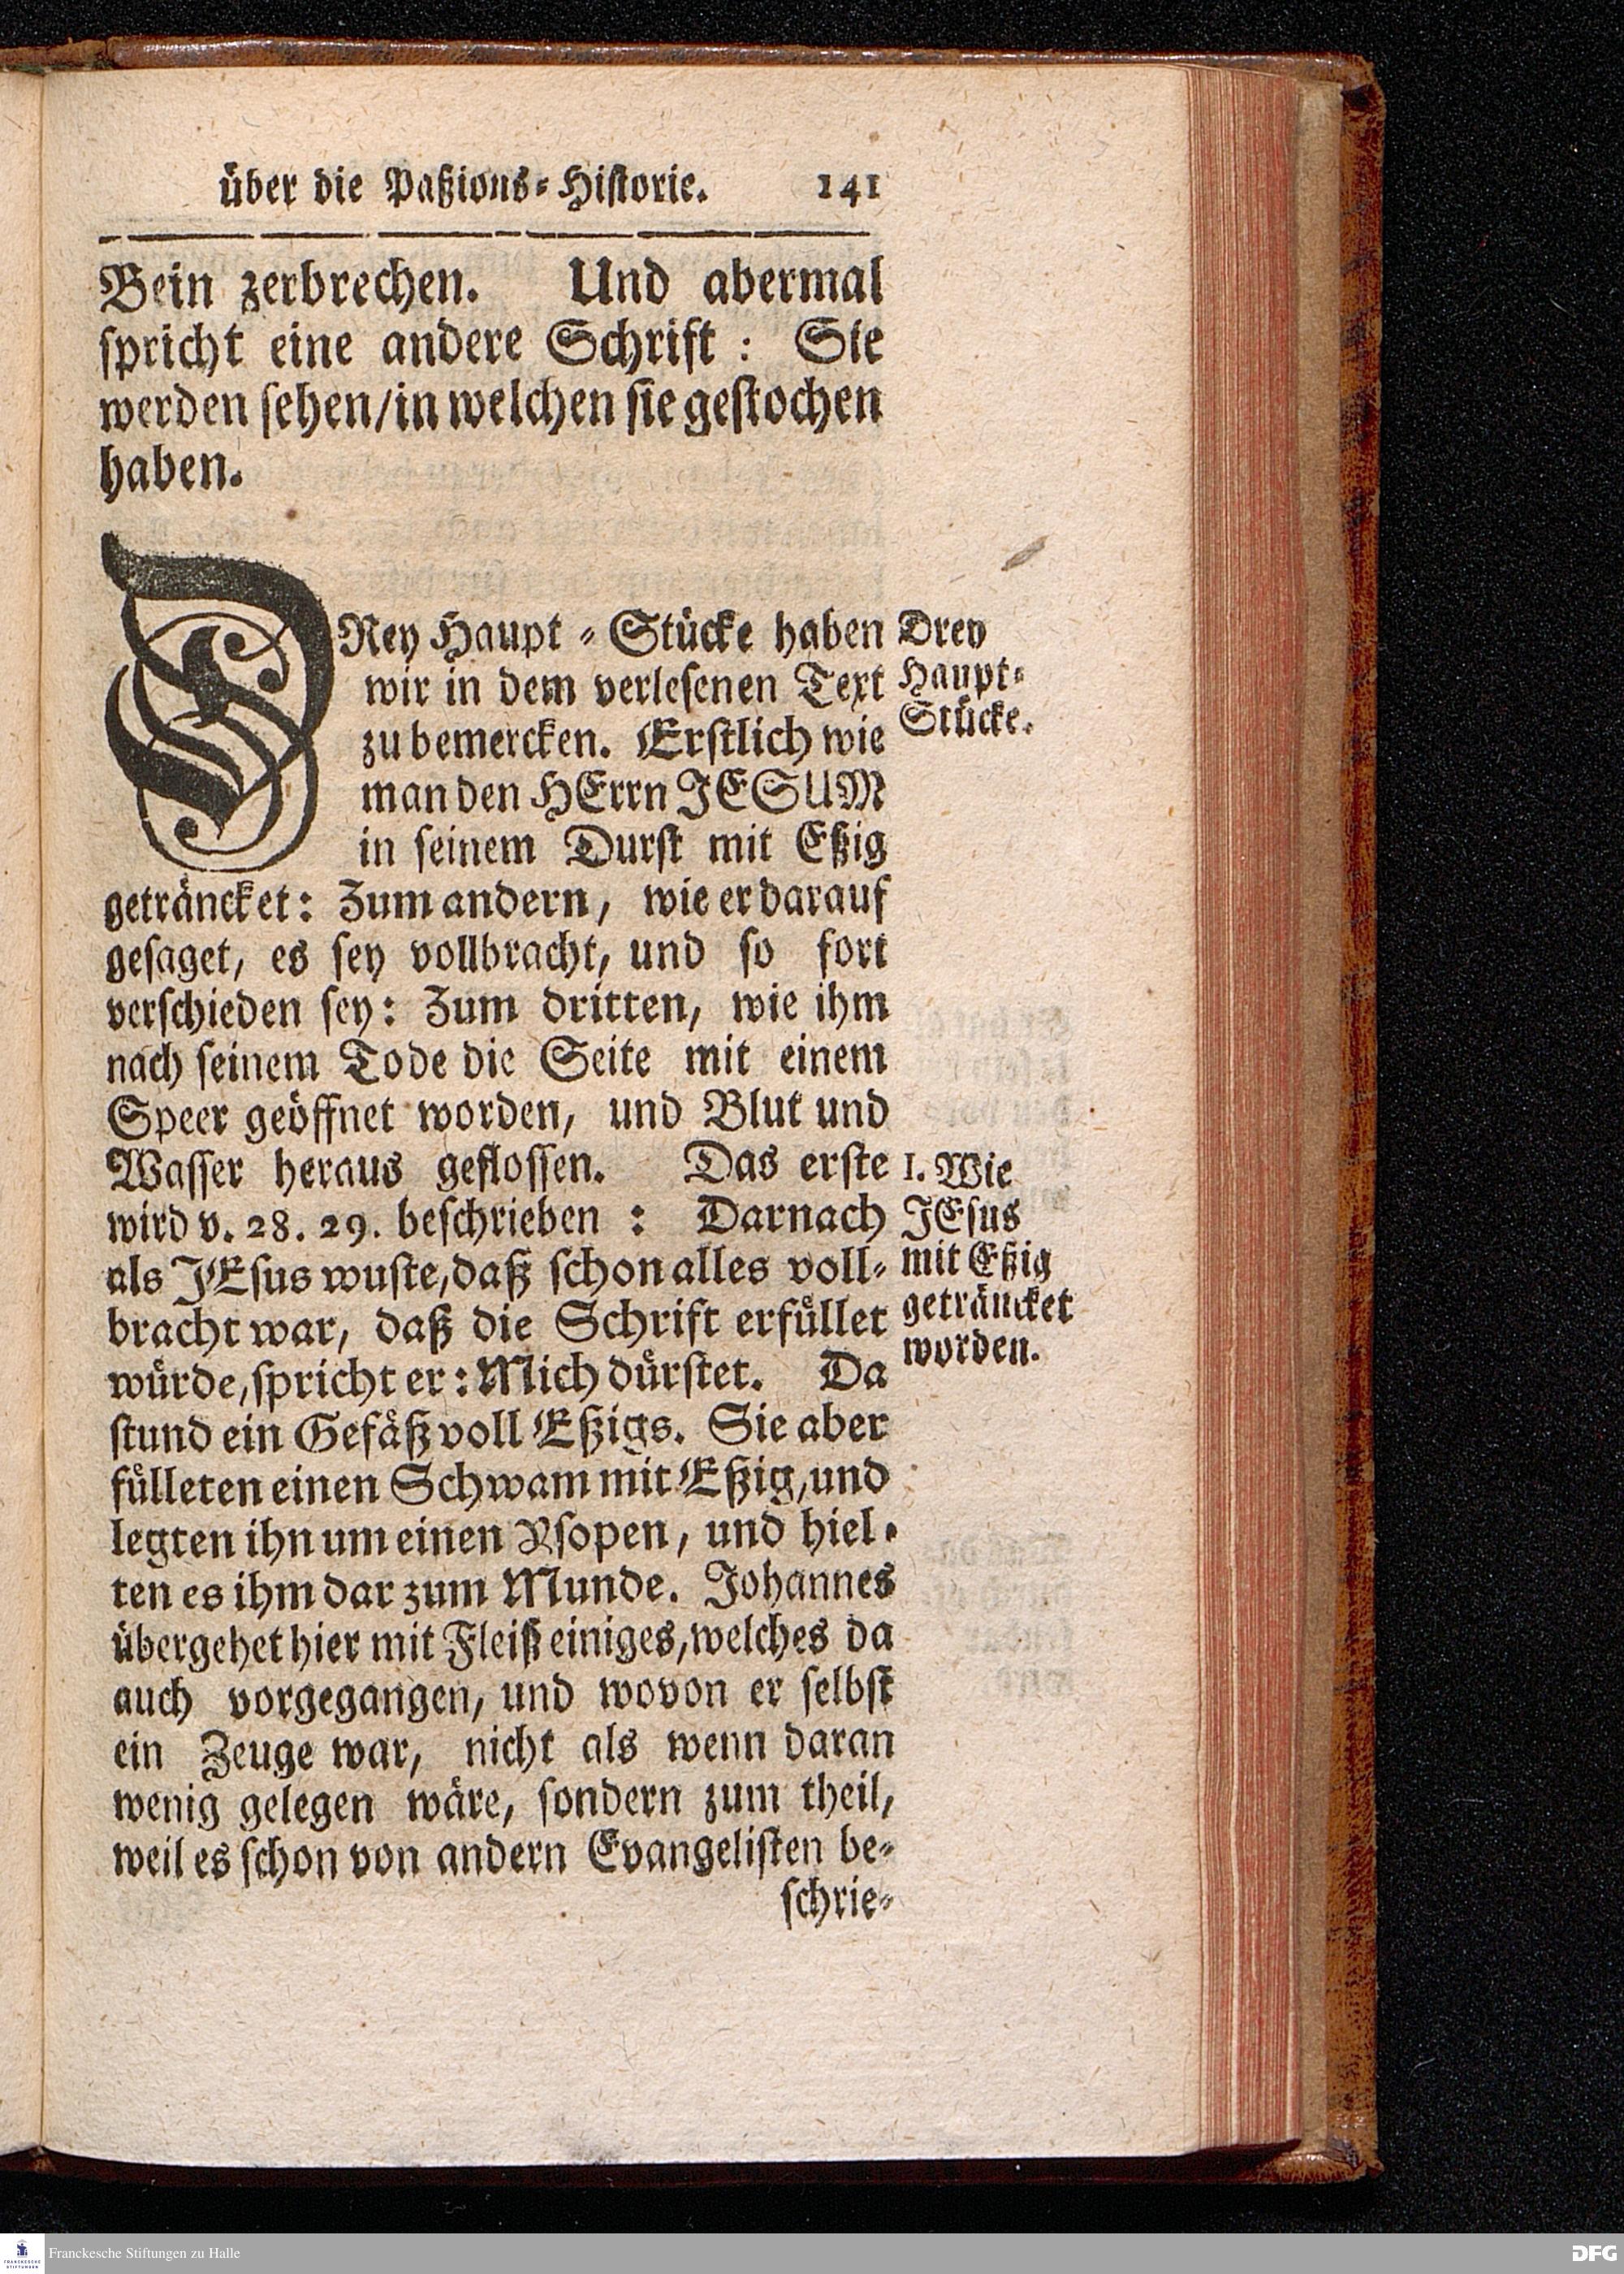 über die Paßions-Historie. 141
Bein zerbrechen. Und abermal
spricht eine andere Schrift: Sie
werden sehen/in welchen sie gestochen
haben.
DRey Haupt-Stücke haben
wir in dem verlesenen Text
zu bemercken. Erstlich wie
man den HErrn JESUM
in seinem Durst mit Eßig
geträncket: Zum andern, wie er darauf
gesaget, es sey vollbracht, und so fort
verschieden sey: Zum dritten, wie ihm
nach seinem Tode die Seite mit einem
Speer geöffnet worden, und Blut und
Wasser heraus geflossen. Das erste
wird v. 28. 29. beschrieben: Darnach
als JEsus wuste, daß schon alles voll-
bracht war, daß die Schrift erfüllet
würde, spricht er: Mich dürstet. Da
stund ein Gefäß voll Eßigs. Sie aber
fülleten einen Schwam mit Eßig, und
legten ihn um einen Ysopen, und hiel-
ten es ihm dar zum Munde. Johannes
übergehet hier mit Fleiß einiges, welches da
auch vorgegangen, und wovon er selbst
ein Zeuge war, nicht als wenn daran
wenig gelegen wäre, sondern zum theil,
weil es schon von andern Evangelisten be-
schrie-
Drey
Haupt-
Stücke.
I. Wie
JEsus
mit Eßig
geträncket
worden.
FRANCKESCHE
STIFTUNGEN
Franckesche Stiftungen zu Halle
DFG